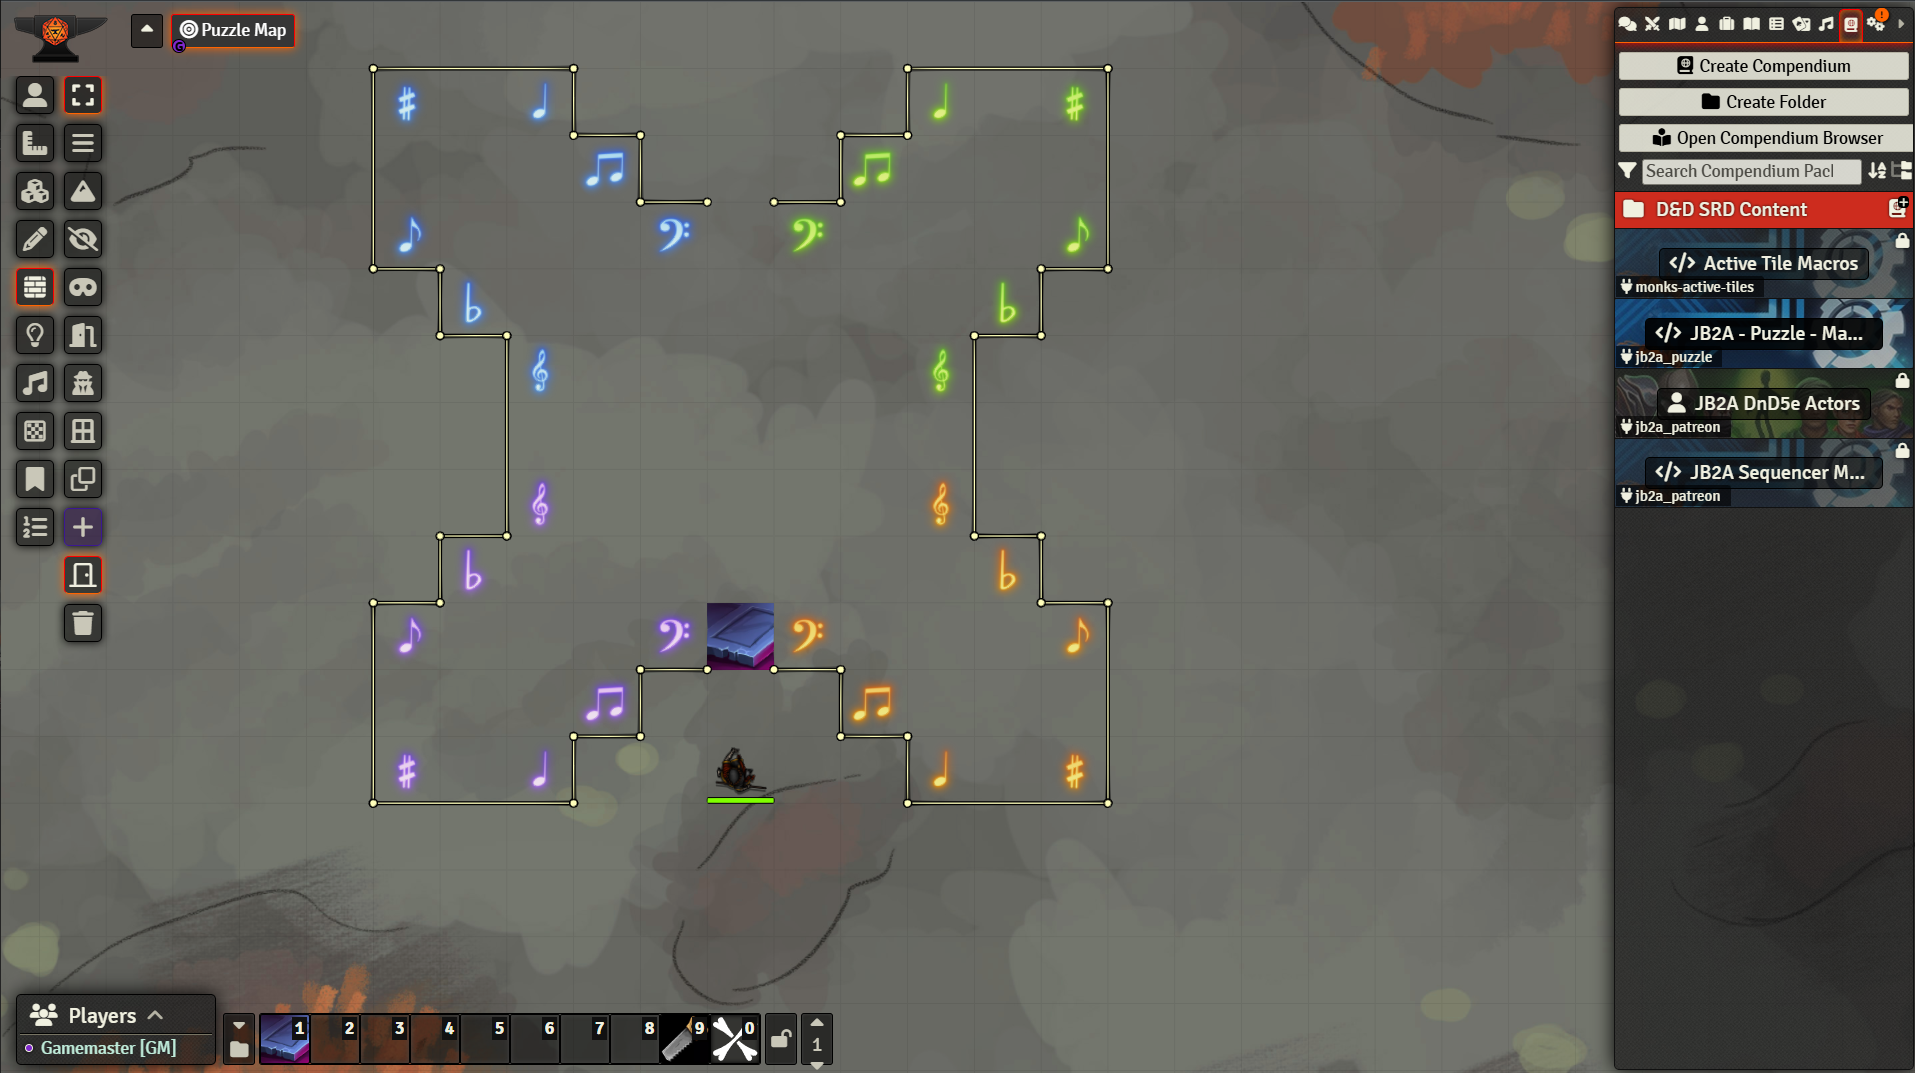 Puzzle Map
G
Create Compendium
Create Folder
Open Compendium Browser
Search Compendium Pacl
D&D SRD Content
</> Active Tile Macros
monks-active-tiles
</> JB2A - Puzzle - Ma...
jb2a_puzzle
JB2A DnD5e Actors
jb2a_patreon
</> JB2A Sequencer M...
jb2a_patreon
Players
Gamemaster [GM]
1 2 3 4 5 6 7 8 9 0
1